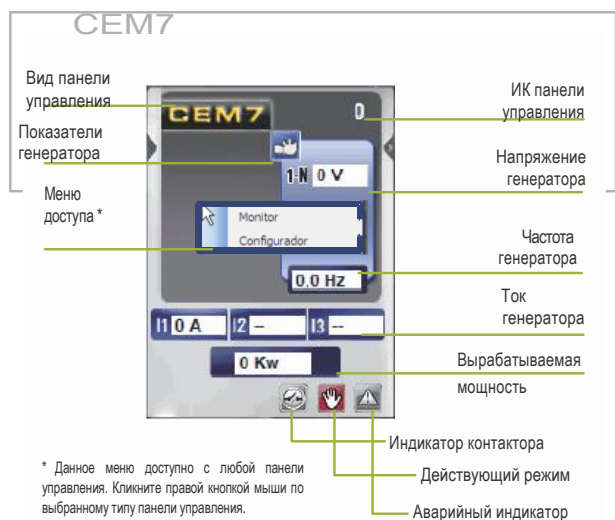 CEM7
Вид панели
управления
Показатели
генератора
Меню
доступа *
CEM7
0
1-N 0 V
Monitor
Configurador
0.0 Hz
I1 0 A I2 -- I3 --
0 Kw
ИК панели
управления
Напряжение
генератора
Частота
генератора
Ток
генератора
Вырабатываемая
мощность
Индикатор контактора
Действующий режим
Аварийный индикатор
* Данное меню доступно с любой панели
управления. Кликните правой кнопкой мыши по
выбранному типу панели управления.